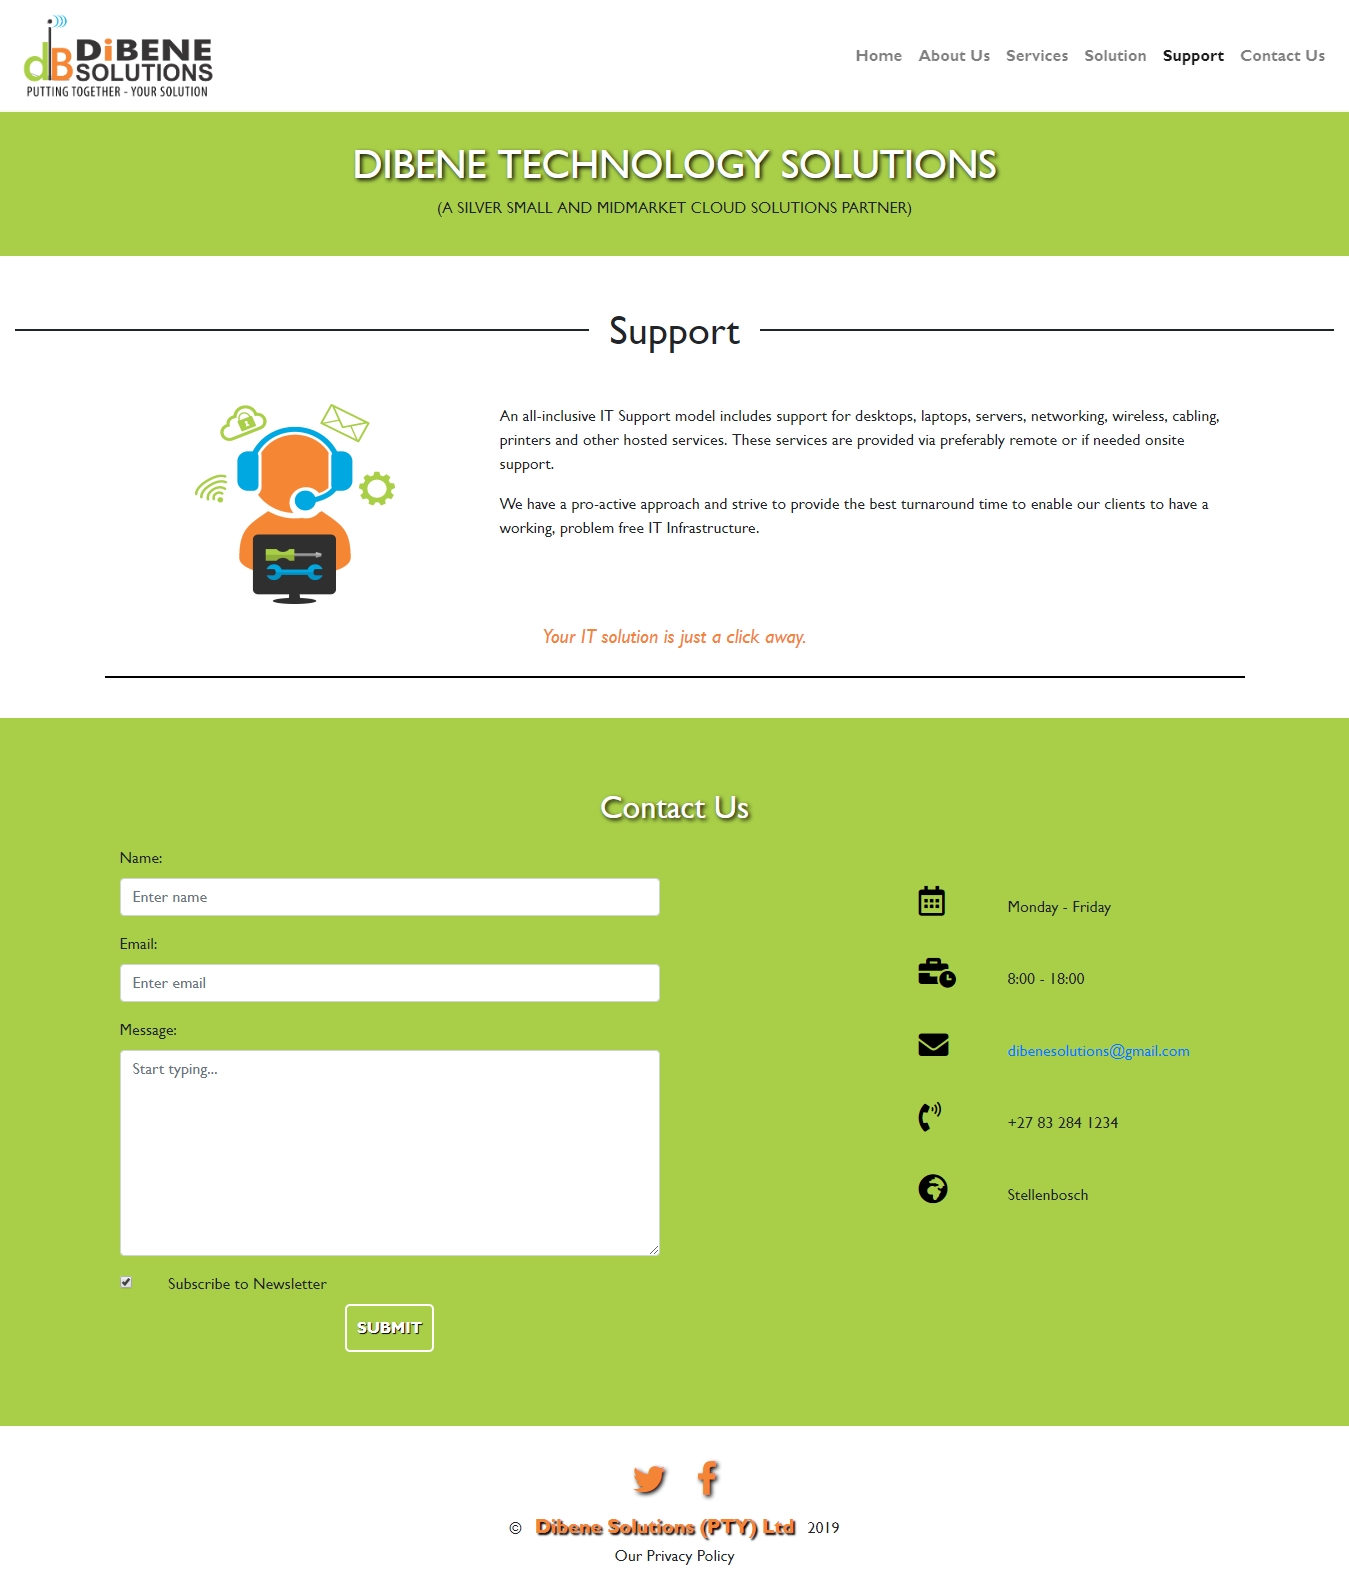 DiBENE
dB SOLUTIONS
PUTTING TOGETHER - YOUR SOLUTION
Home About Us Services Solution Support Contact Us
DIBENE TECHNOLOGY SOLUTIONS
(A SILVER SMALL AND MIDMARKET CLOUD SOLUTIONS PARTNER)
Support
An all-inclusive IT Support model includes support for desktops, laptops, servers, networking, wireless, cabling,
printers and other hosted services. These services are provided via preferably remote or if needed onsite
support.
We have a pro-active approach and strive to provide the best turnaround time to enable our clients to have a
working, problem free IT Infrastructure.
Your IT solution is just a click away.
Contact Us
Name:
Enter name
Email:
Enter email
Message:
Start typing...
Subscribe to Newsletter
SUBMIT
Monday - Friday
8:00 - 18:00
dibenesolutions@gmail.com
+27 83 284 1234
Stellenbosch
© Dibene Solutions (PTY) Ltd 2019
Our Privacy Policy